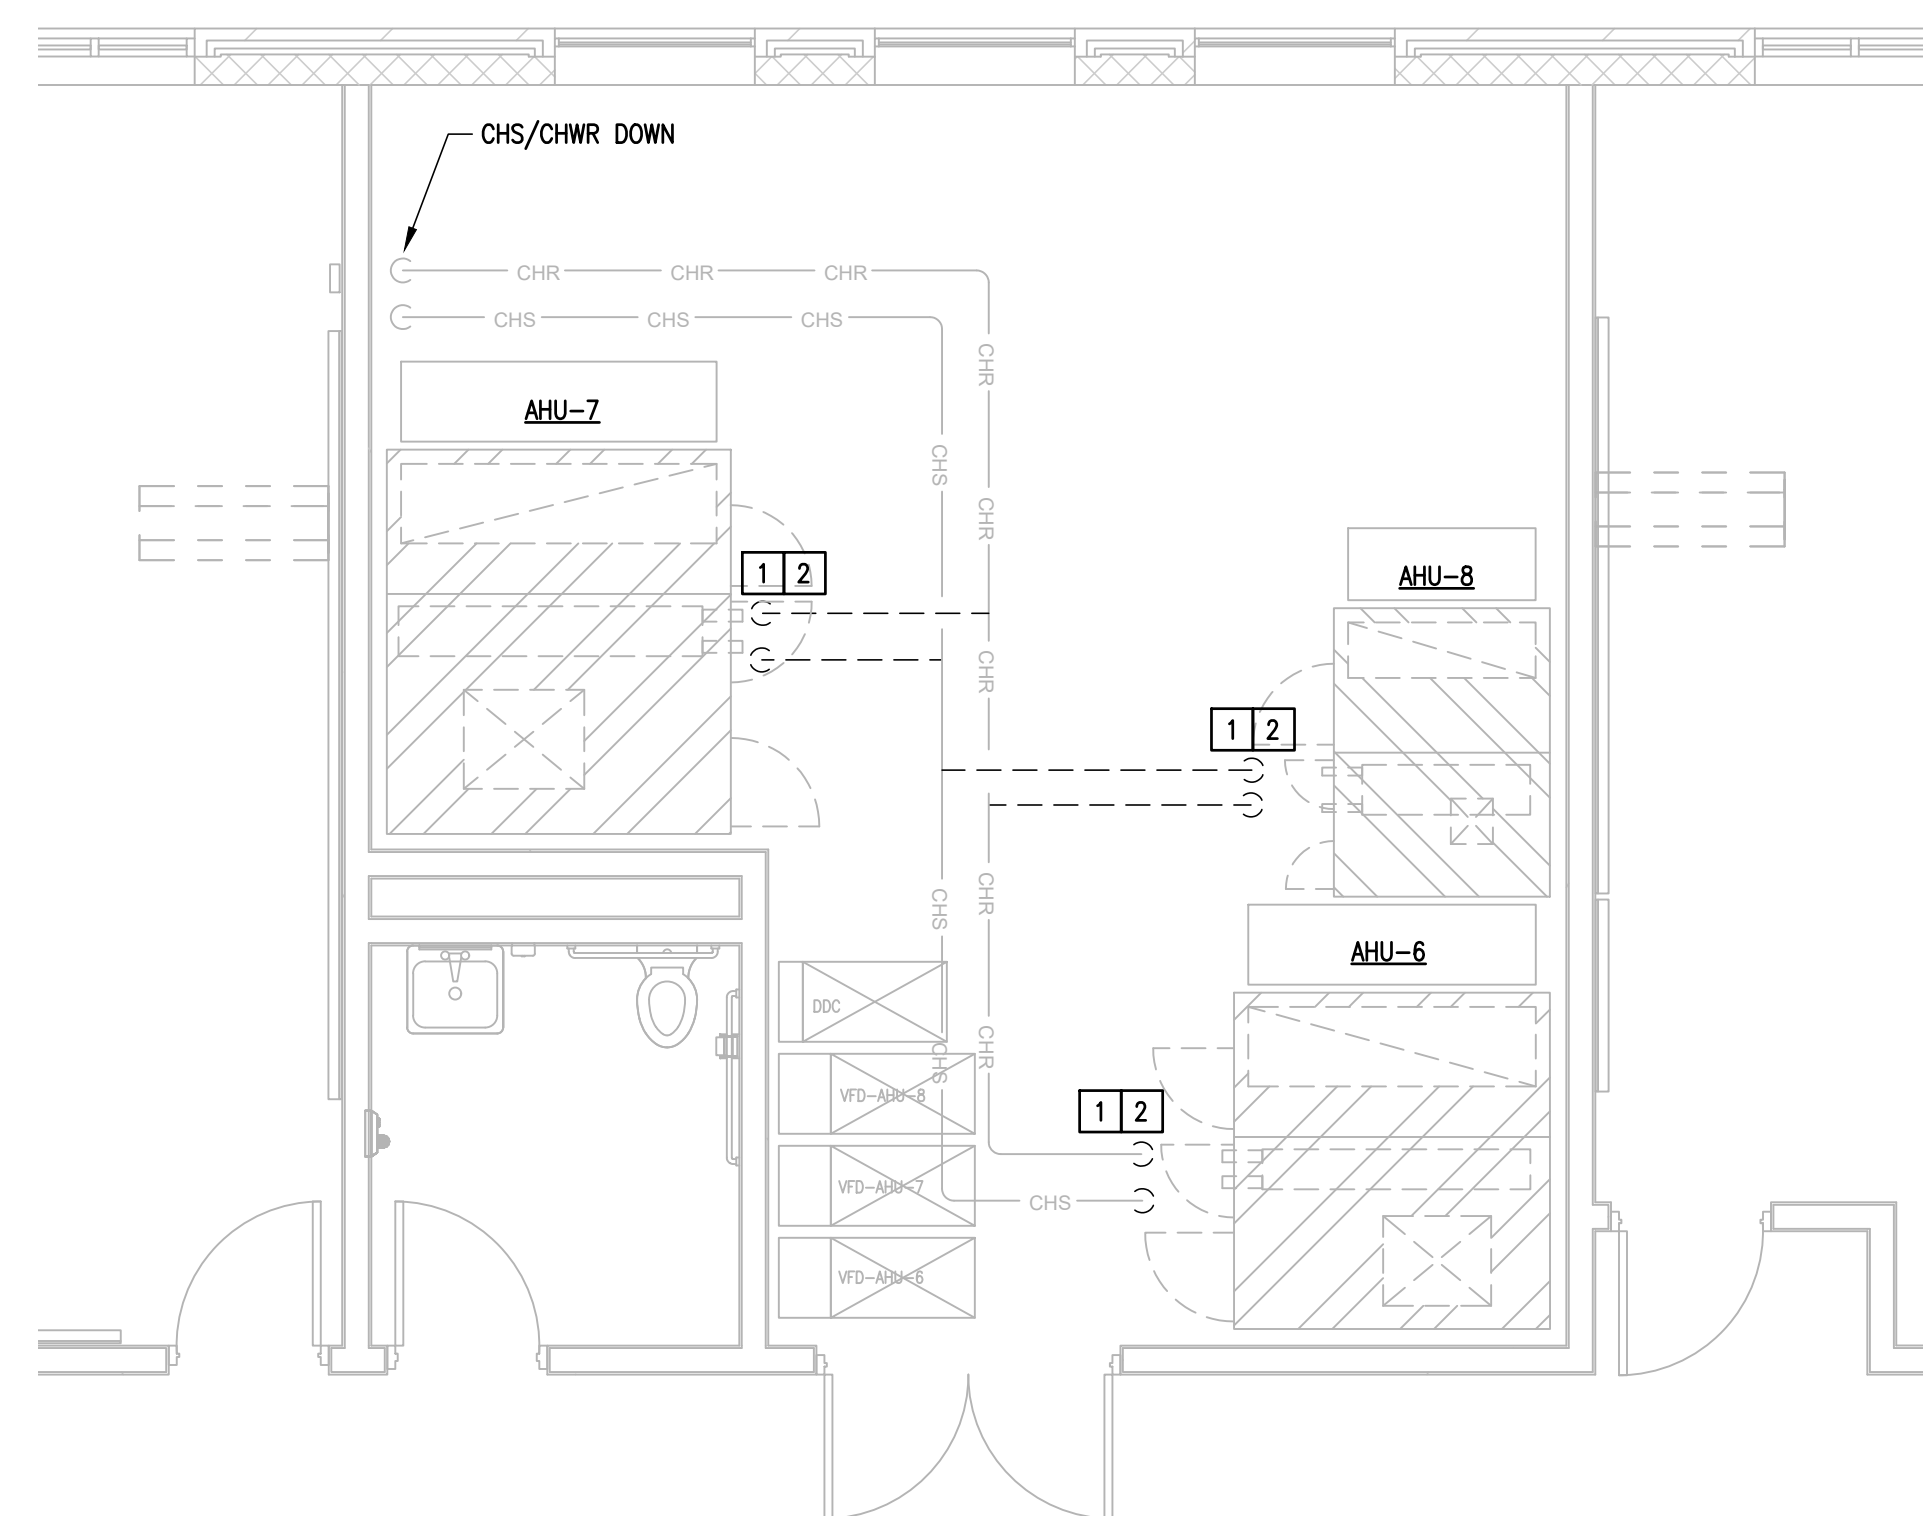 CHS/CHWR DOWN
CHR CHR CHR
CHS CHS CHS
CHR
AHU-7
CHS
CHR
1 2
AHU-8
CHR
1 2
CHR
CHS
AHU-6
DDC
CHR
CHS
VFD-AHU-8
1 2
VFD-AHU-7
CHS
VFD-AHU-6